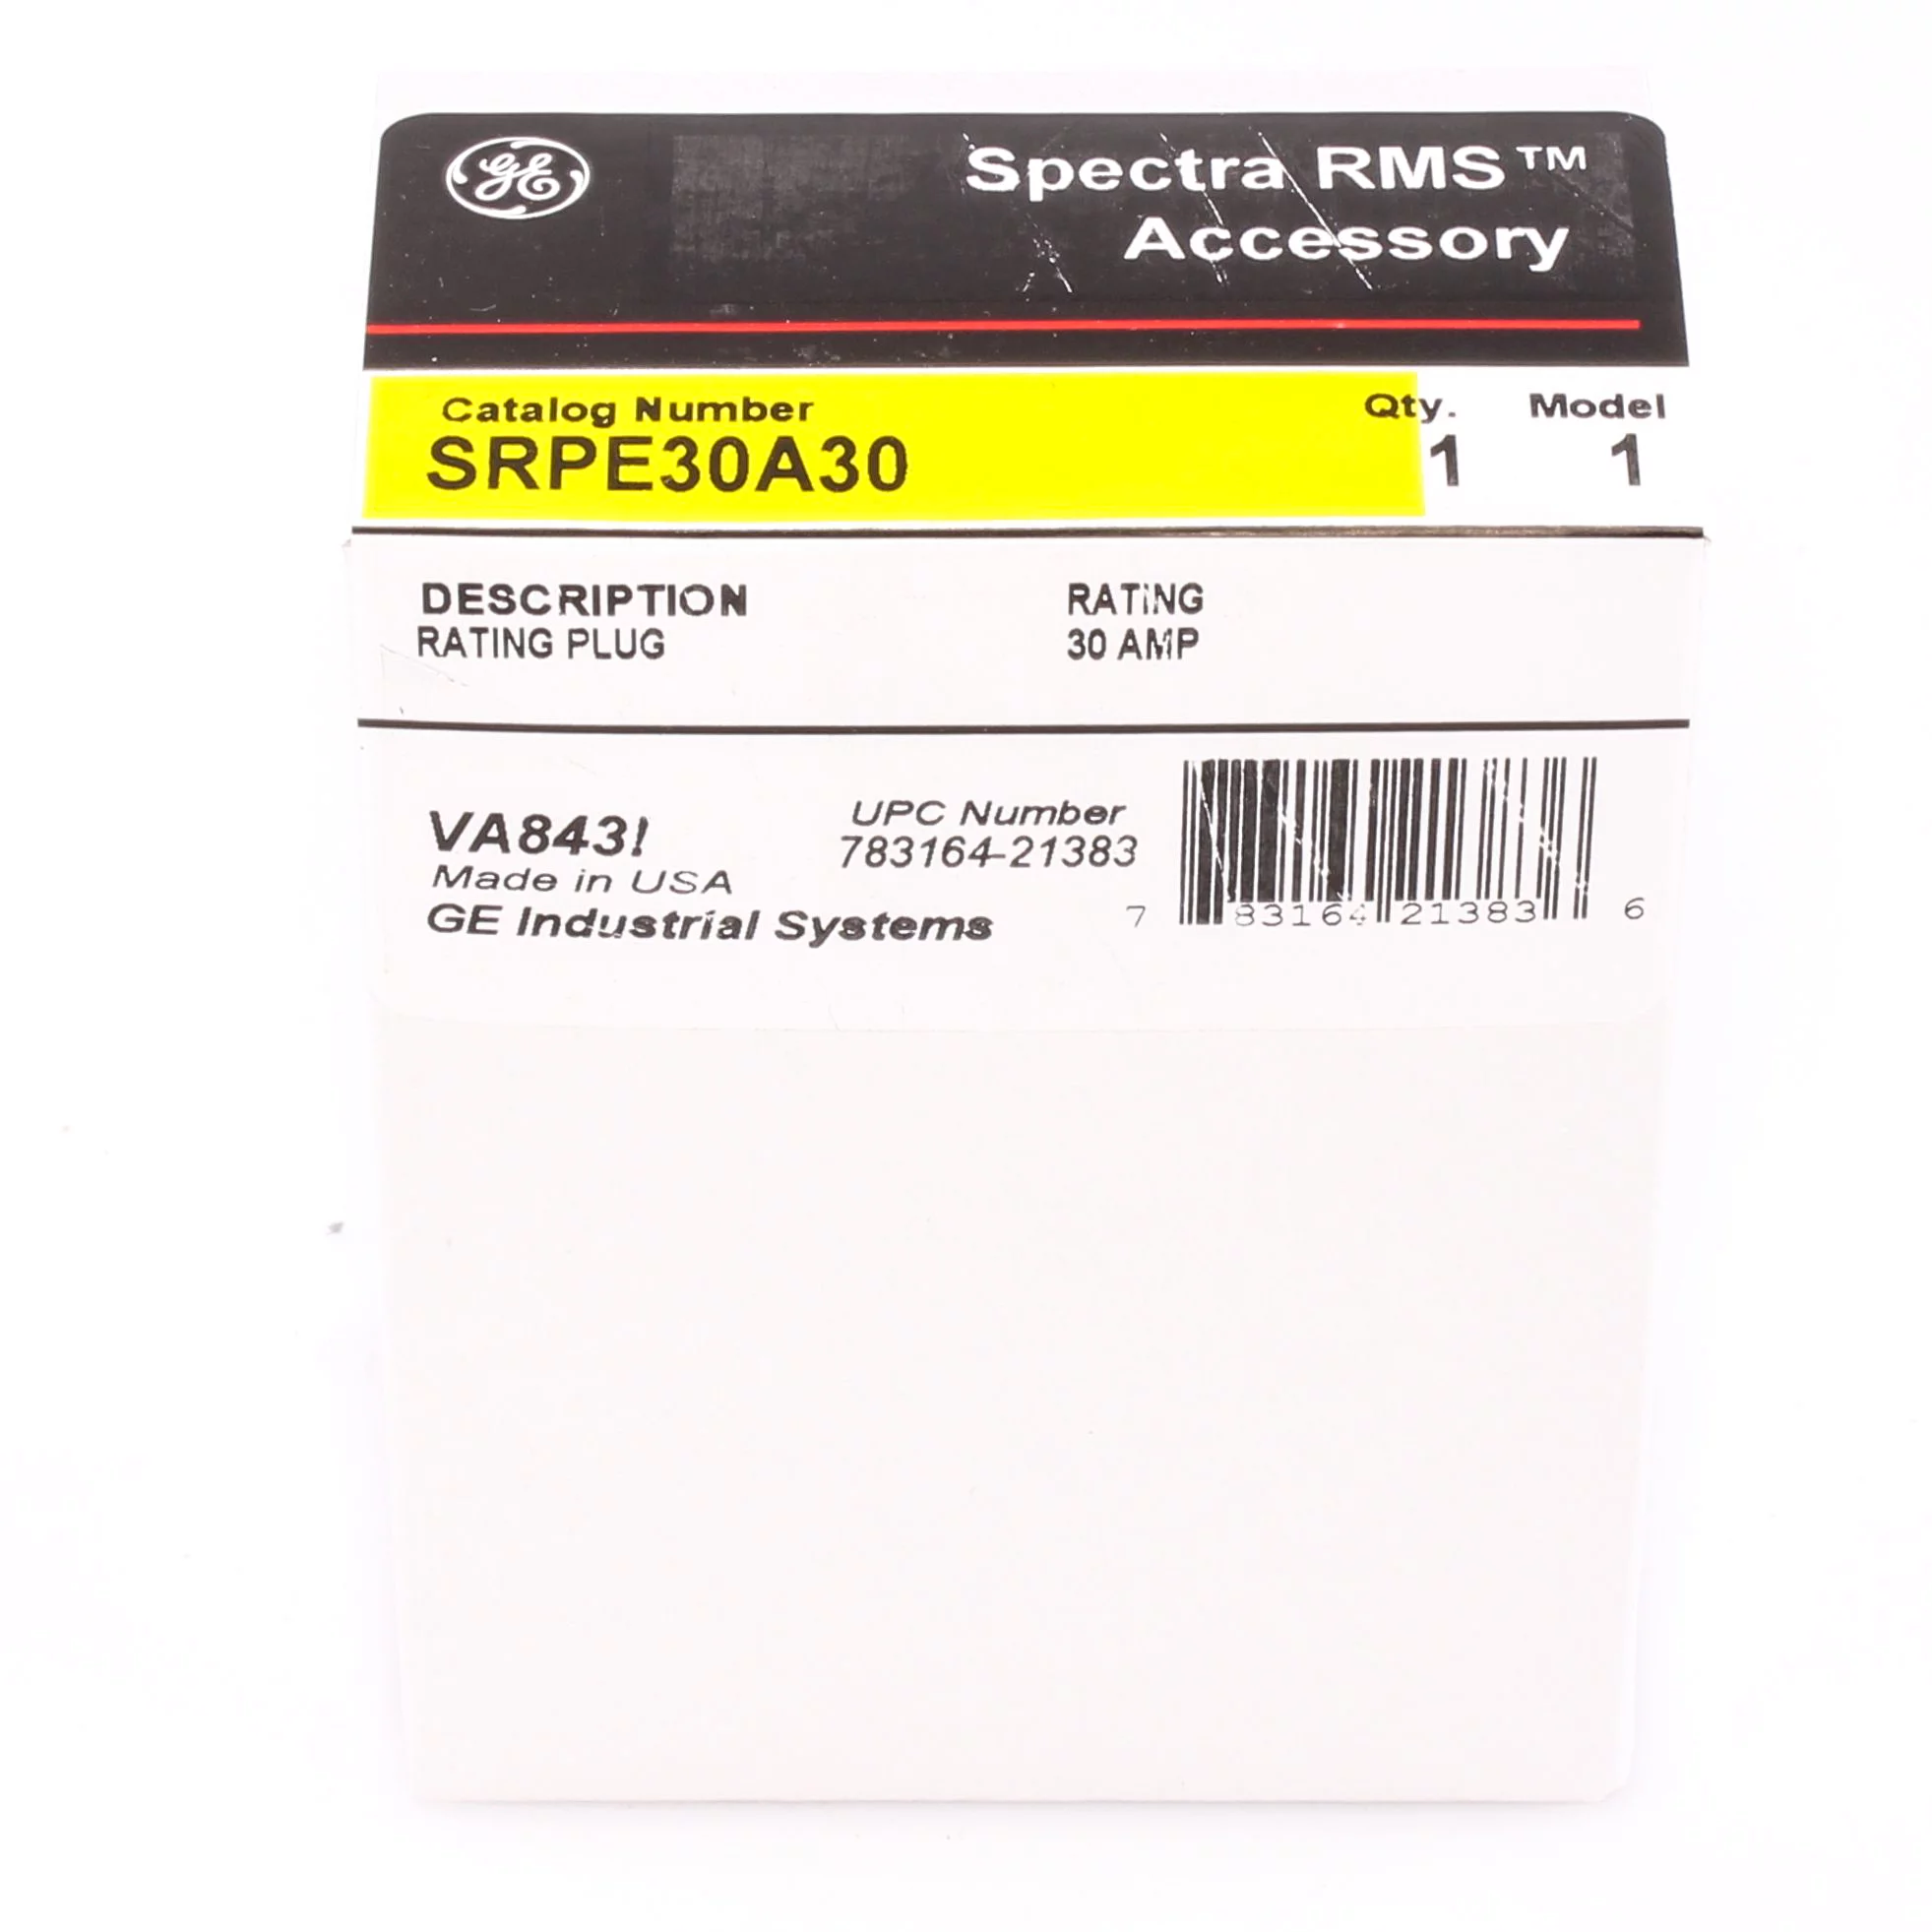 GE
Spectra RMS™
Accessory
Catalog Number Qty. Model
SRPE30A30 1 1
DESCRIPTION RATING
RATING PLUG 30 AMP
VA843!
Made in USA
GE Industrial Systems
UPC Number
783164-21383
7 83164 21383 6